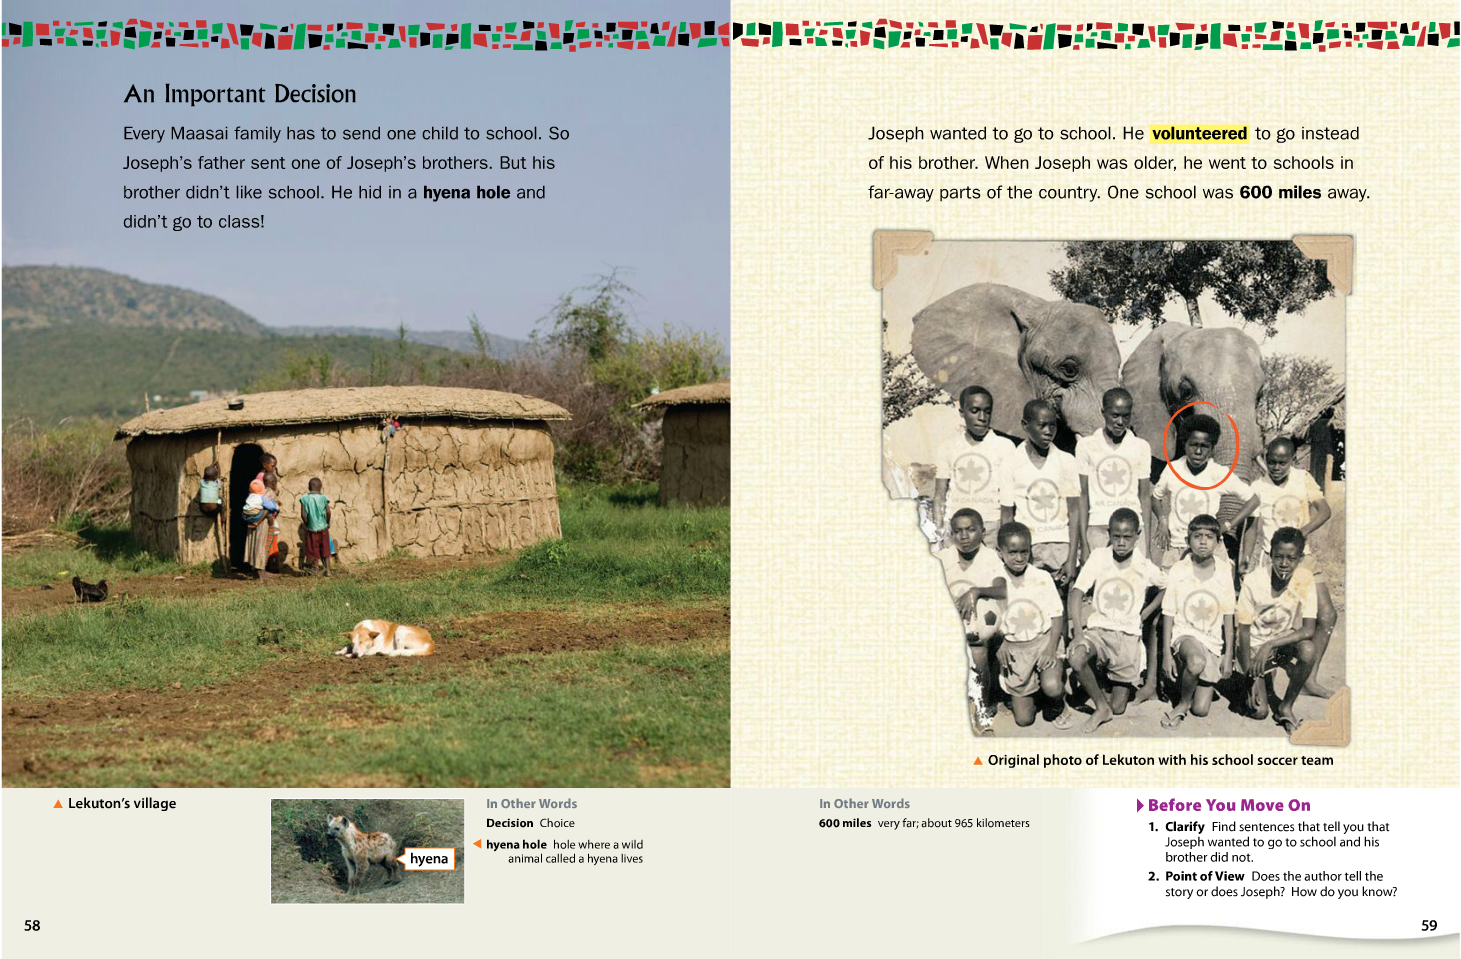 An Important Decision
Every Maasai family has to send one child to school. So
Joseph's father sent one of Joseph's brothers. But his
brother didn't like school. He hid in a hyena hole and
didn't go to class!
▲ Lekuton's village
hyena
In Other Words
Decision Choice
◀ hyena hole hole where a wild
animal called a hyena lives
58
Joseph wanted to go to school. He volunteered to go instead
of his brother. When Joseph was older, he went to schools in
far-away parts of the country. One school was 600 miles away.
▲ Original photo of Lekuton with his school soccer team
In Other Words
600 miles very far; about 965 kilometers
Before You Move On
1. Clarify Find sentences that tell you that
Joseph wanted to go to school and his
brother did not.
2. Point of View Does the author tell the
story or does Joseph? How do you know?
59